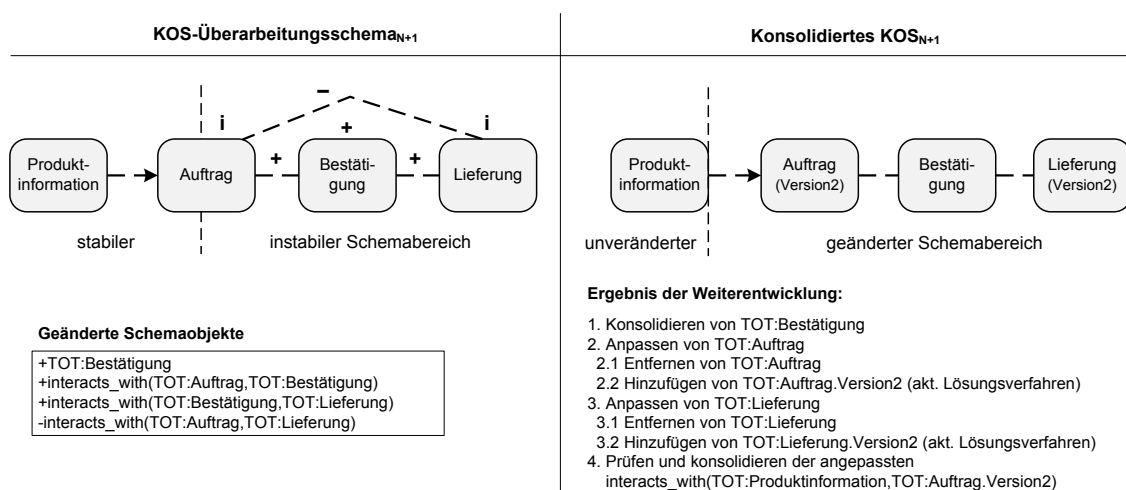 KOS-Überarbeitungsschema N+1
–
i
i
+
+
+
Produkt-
information
Auftrag
Bestäti-
gung
Lieferung
stabiler
instabiler Schemabereich
Geänderte Schemaobjekte
+TOT:Bestätigung
+interacts_with(TOT:Auftrag,TOT:Bestätigung)
+interacts_with(TOT:Bestätigung,TOT:Lieferung)
-interacts_with(TOT:Auftrag,TOT:Lieferung)
Konsolidiertes KOS N+1
Produkt-
information
Auftrag
(Version2)
Bestäti-
gung
Lieferung
(Version2)
unveränderter
geänderter Schemabereich
Ergebnis der Weiterentwicklung:
1. Konsolidieren von TOT:Bestätigung
2. Anpassen von TOT:Auftrag
2.1 Entfernen von TOT:Auftrag
2.2 Hinzufügen von TOT:Auftrag.Version2 (akt. Lösungsverfahren)
3. Anpassen von TOT:Lieferung
3.1 Entfernen von TOT:Lieferung
3.2 Hinzufügen von TOT:Lieferung.Version2 (akt. Lösungsverfahren)
4. Prüfen und konsolidieren der angepassten
interacts_with(TOT:Produktinformation,TOT:Auftrag.Version2)